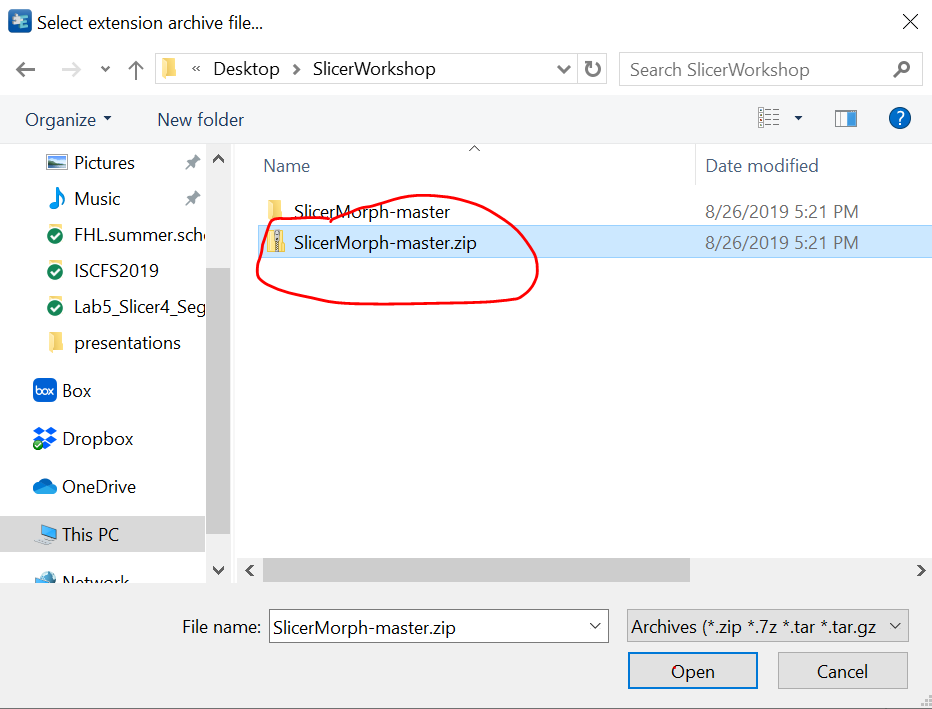 Select extension archive file...
« Desktop > SlicerWorkshop
Search SlicerWorkshop
Organize
New folder
?
Pictures
Music
FHL.summer.sch
ISCFS2019
Lab5_Slicer4_Seg
presentations
box Box
Dropbox
OneDrive
This PC
Network
Name
Date modified
SlicerMorph-master
8/26/2019 5:21 PM
SlicerMorph-master.zip
8/26/2019 5:21 PM
File name:
SlicerMorph-master.zip
Archives (*.zip *.7z *.tar *.tar.gz
Open
Cancel